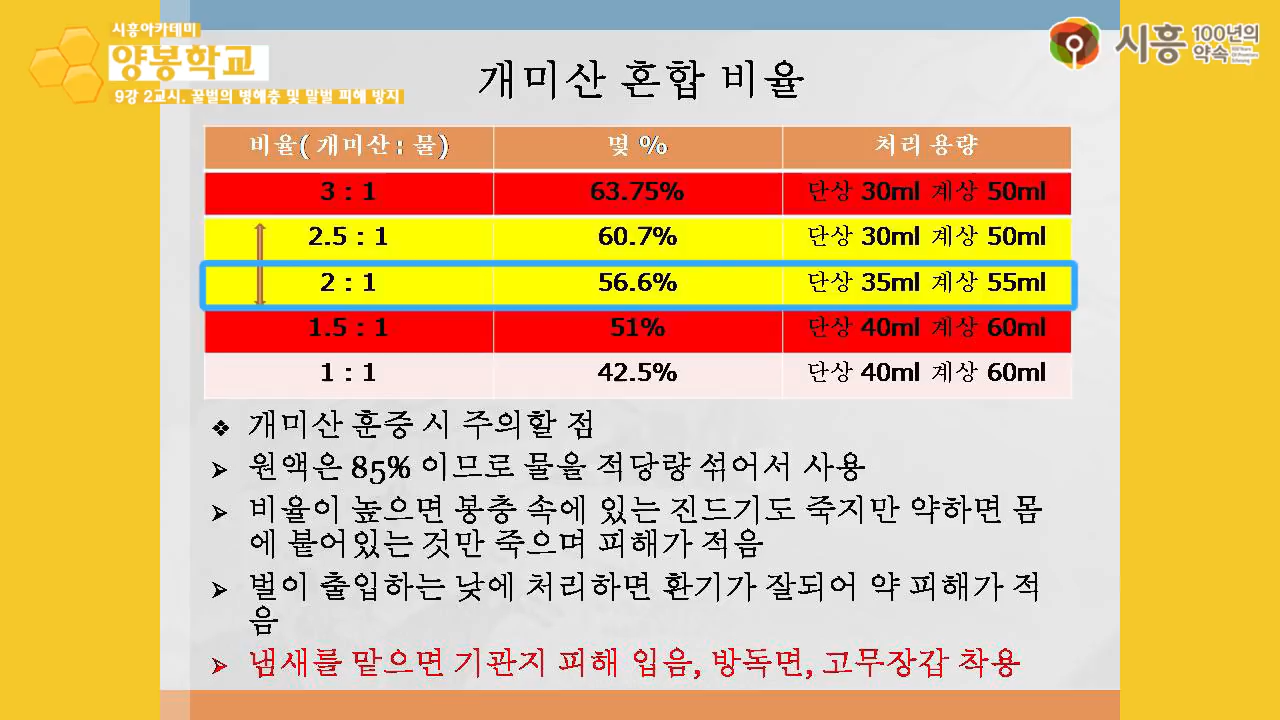 시흥아카데미
양봉학교
9강 2교시. 꿀벌의 병해충 및 말벌 피해 방지
시흥 100년의 약속
개미산 혼합 비율
비율( 개미산 : 물) 몇 % 처리 용량
3 : 1 63.75% 단상 30ml 계상 50ml
2.5 : 1 60.7% 단상 30ml 계상 50ml
2 : 1 56.6% 단상 35ml 계상 55ml
1.5 : 1 51% 단상 40ml 계상 60ml
1 : 1 42.5% 단상 40ml 계상 60ml
❖ 개미산 훈증 시 주의할 점
➢ 원액은 85% 이므로 물을 적당량 섞어서 사용
➢ 비율이 높으면 봉충 속에 있는 진드기도 죽지만 약하면 몸
에 붙어있는 것만 죽으며 피해가 적음
➢ 벌이 출입하는 낮에 처리하면 환기가 잘되어 약 피해가 적
음
➢ 냄새를 맡으면 기관지 피해 입음, 방독면, 고무장갑 착용